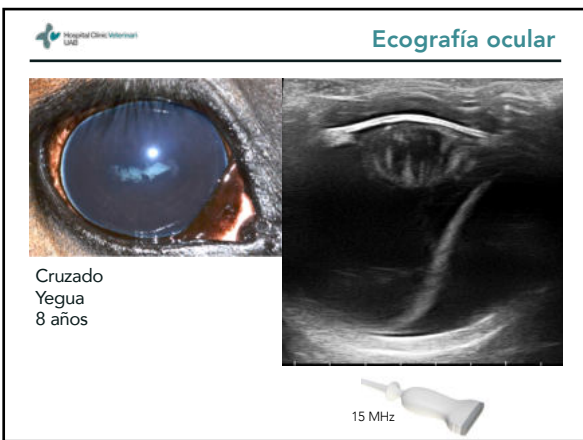 Hospital Clínic Veterinari
UAB
Ecografía ocular
Cruzado
Yegua
8 años
15 MHz